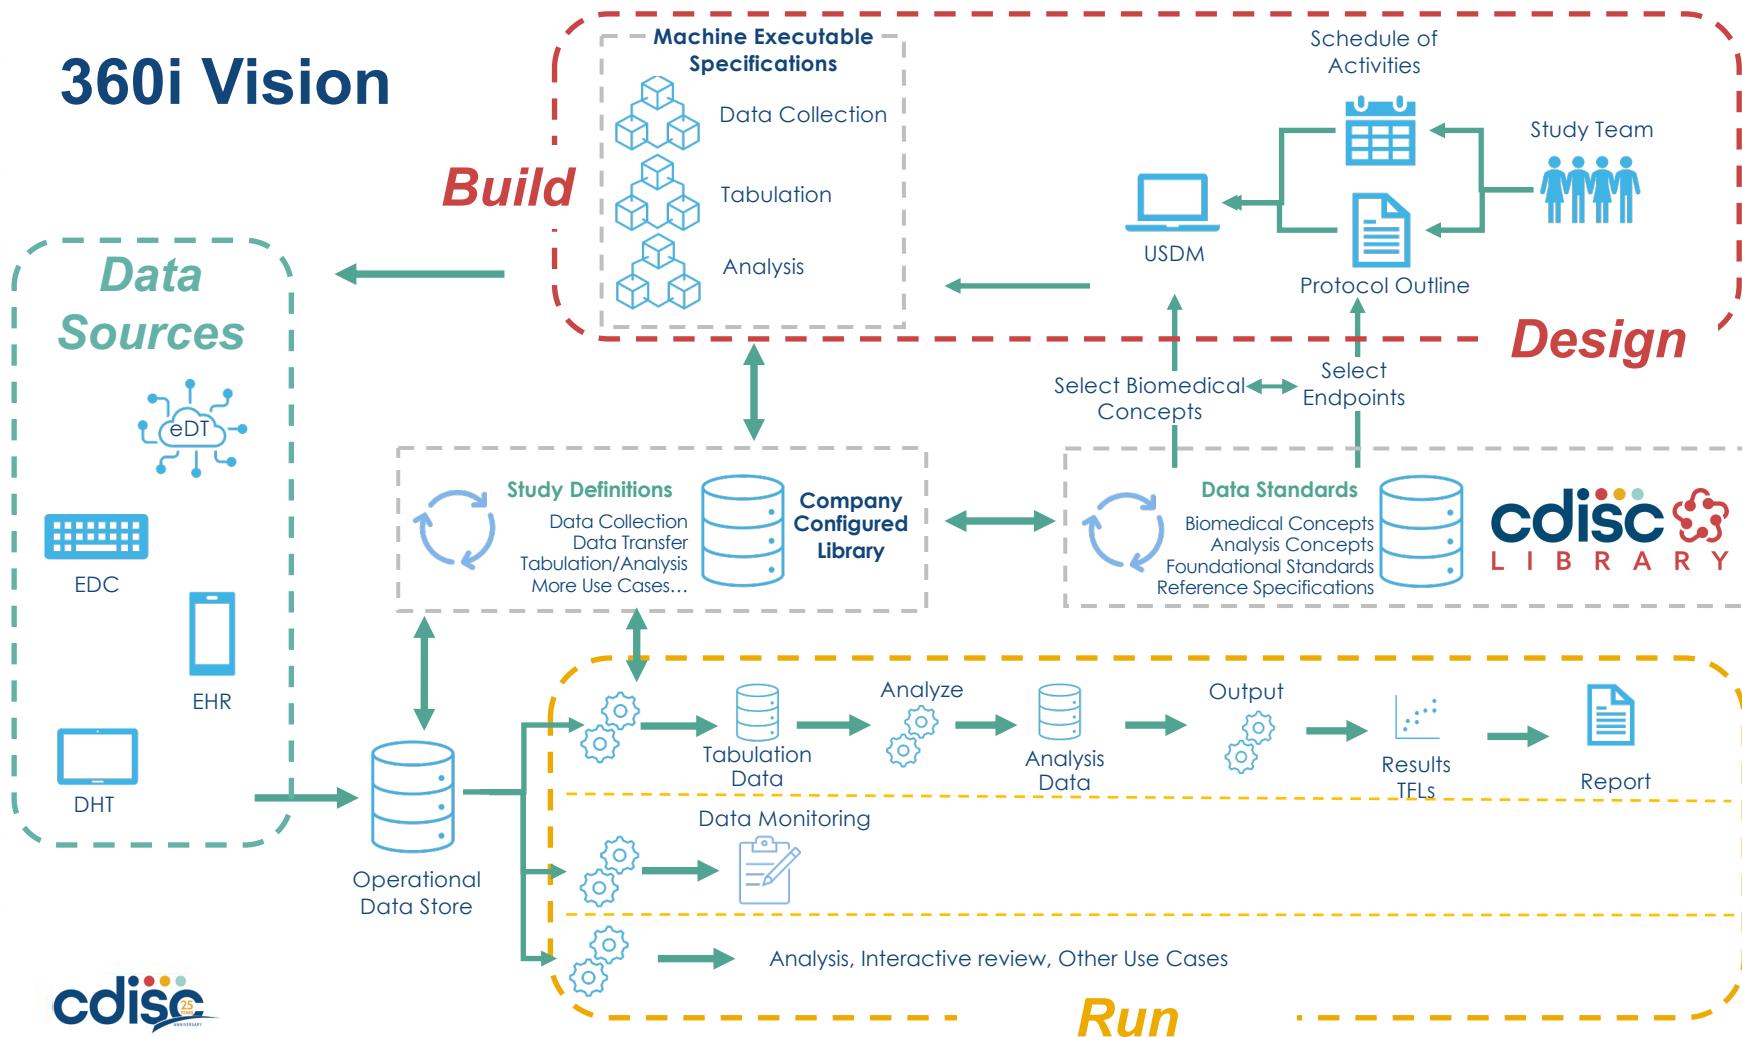 360i Vision
Build
Machine Executable
Specifications
Data Collection
Tabulation
Analysis
Schedule of
Activities
Study Team
USDM
Protocol Outline
Design
Select Biomedical
Concepts
Select
Endpoints
Data
Sources
eDT
EDC
EHR
DHT
Study Definitions
Data Collection
Data Transfer
Tabulation/Analysis
More Use Cases...
Company
Configured
Library
Data Standards
Biomedical Concepts
Analysis Concepts
Foundational Standards
Reference Specifications
cdisc
LIBRARY
Operational
Data Store
Tabulation
Data
Analyze
Analysis
Data
Output
Results
TFLs
Report
Data Monitoring
Analysis, Interactive review, Other Use Cases
Run
cdisc
25
YEARS
ANNIVERSARY